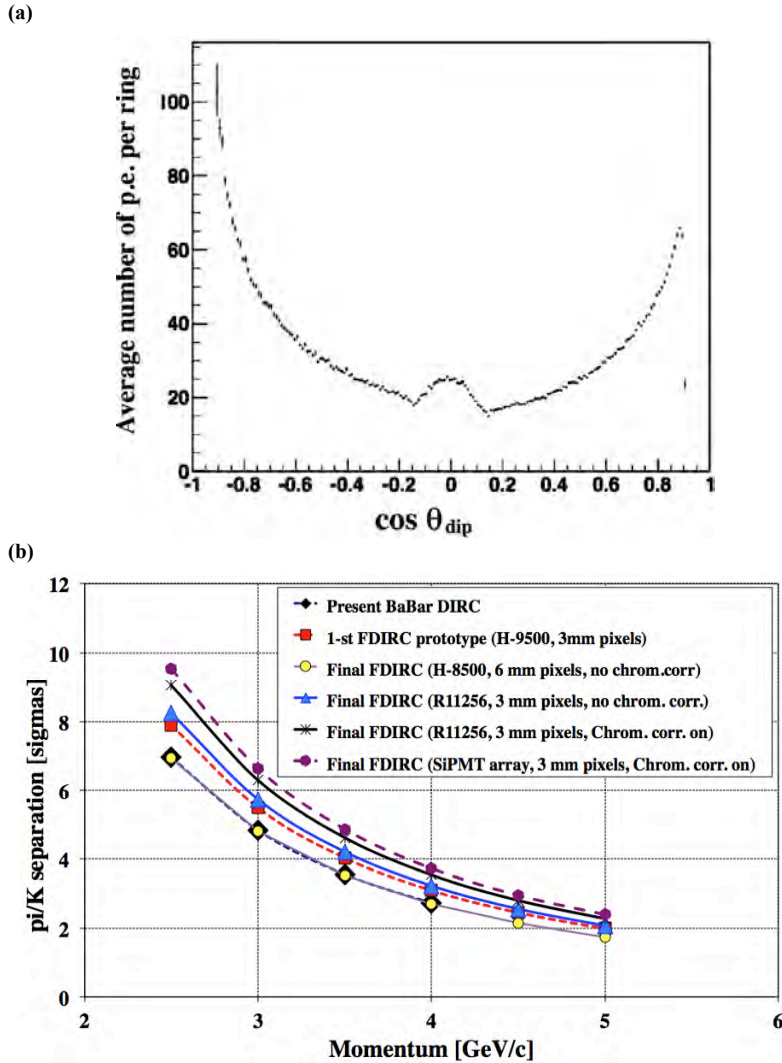 (a)
Average number of p.e. per ring
100
80
60
40
20
0
-1 -0.8 -0.6 -0.4 -0.2 0 0.2 0.4 0.6 0.8 1
cos θdip
(b)
pi/K separation [sigmas]
12
10
8
6
4
2
0
Present BaBar DIRC
1-st FDIRC prototype (H-9500, 3mm pixels)
Final FDIRC (H-8500, 6 mm pixels, no chrom.corr)
Final FDIRC (R11256, 3 mm pixels, no chrom. corr.)
Final FDIRC (R11256, 3 mm pixels, Chrom. corr. on)
Final FDIRC (SiPMT array, 3 mm pixels, Chrom. corr. on)
2 3 4 5 6
Momentum [GeV/c]